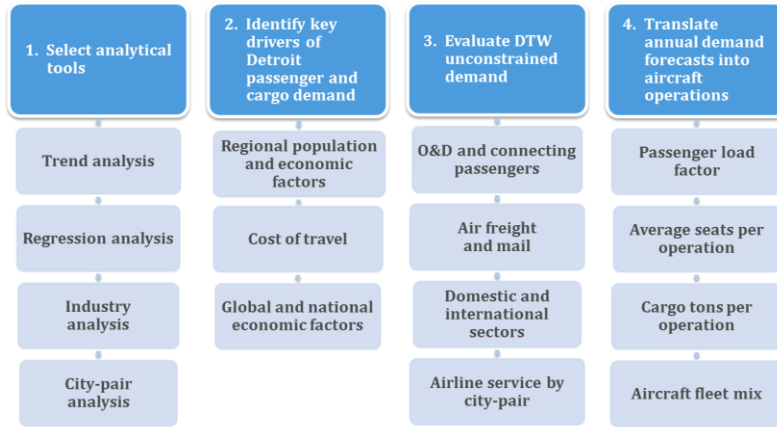 1. Select analytical
tools
Trend analysis
Regression analysis
Industry
analysis
City-pair
analysis
2. Identify key
drivers of
Detroit
passenger and
cargo demand
Regional population
and economic
factors
Cost of travel
Global and national
economic factors
3. Evaluate DTW
unconstrained
demand
O&D and connecting
passengers
Air freight
and mail
Domestic and
international
sectors
Airline service by
city-pair
4. Translate
annual demand
forecasts into
aircraft
operations
Passenger load
factor
Average seats per
operation
Cargo tons per
operation
Aircraft fleet mix